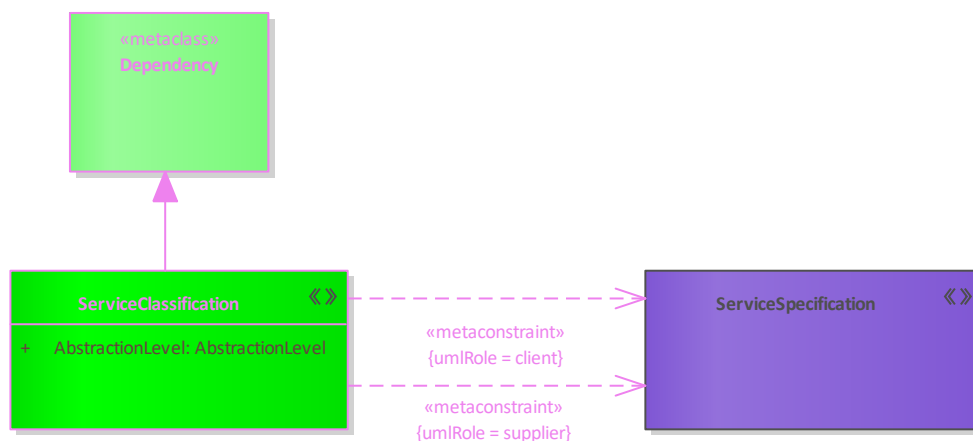 «metaclass»
Dependency
ServiceClassification «»
+ AbstractionLevel: AbstractionLevel
«metaconstraint»
{umlRole = client}
«metaconstraint»
{umlRole = supplier}
ServiceSpecification «»